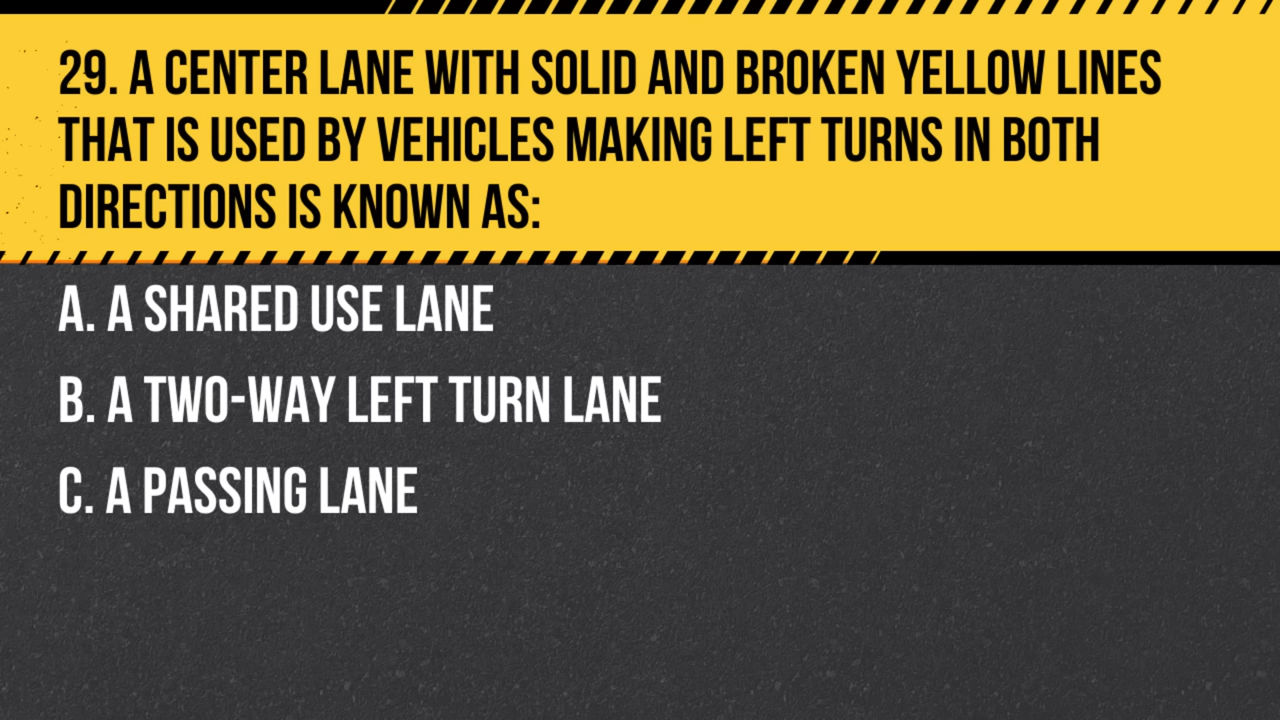 29. A CENTER LANE WITH SOLID AND BROKEN YELLOW LINES
THAT IS USED BY VEHICLES MAKING LEFT TURNS IN BOTH
DIRECTIONS IS KNOWN AS:
A. A SHARED USE LANE
B. A TWO-WAY LEFT TURN LANE
C. A PASSING LANE